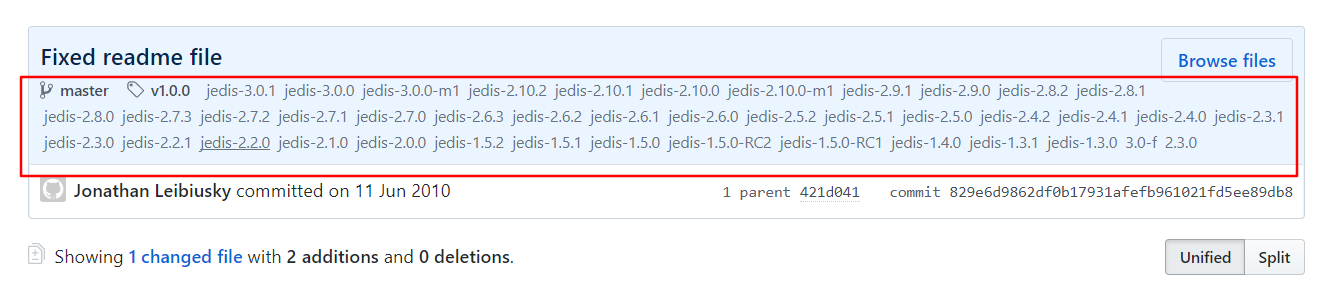 Fixed readme file
Browse files
master v1.0.0 jedis-3.0.1 jedis-3.0.0 jedis-3.0.0-m1 jedis-2.10.2 jedis-2.10.1 jedis-2.10.0 jedis-2.10.0-m1 jedis-2.9.1 jedis-2.9.0 jedis-2.8.2 jedis-2.8.1
jedis-2.8.0 jedis-2.7.3 jedis-2.7.2 jedis-2.7.1 jedis-2.7.0 jedis-2.6.3 jedis-2.6.2 jedis-2.6.1 jedis-2.6.0 jedis-2.5.2 jedis-2.5.1 jedis-2.5.0 jedis-2.4.2 jedis-2.4.1 jedis-2.4.0 jedis-2.3.1
jedis-2.3.0 jedis-2.2.1 jedis-2.2.0 jedis-2.1.0 jedis-2.0.0 jedis-1.5.2 jedis-1.5.1 jedis-1.5.0 jedis-1.5.0-RC2 jedis-1.5.0-RC1 jedis-1.4.0 jedis-1.3.1 jedis-1.3.0 3.0-f 2.3.0
Jonathan Leibiusky committed on 11 Jun 2010 1 parent 421d041 commit 829e6d9862df0b17931afefb961021fd5ee89db8
Showing 1 changed file with 2 additions and 0 deletions. Unified Split